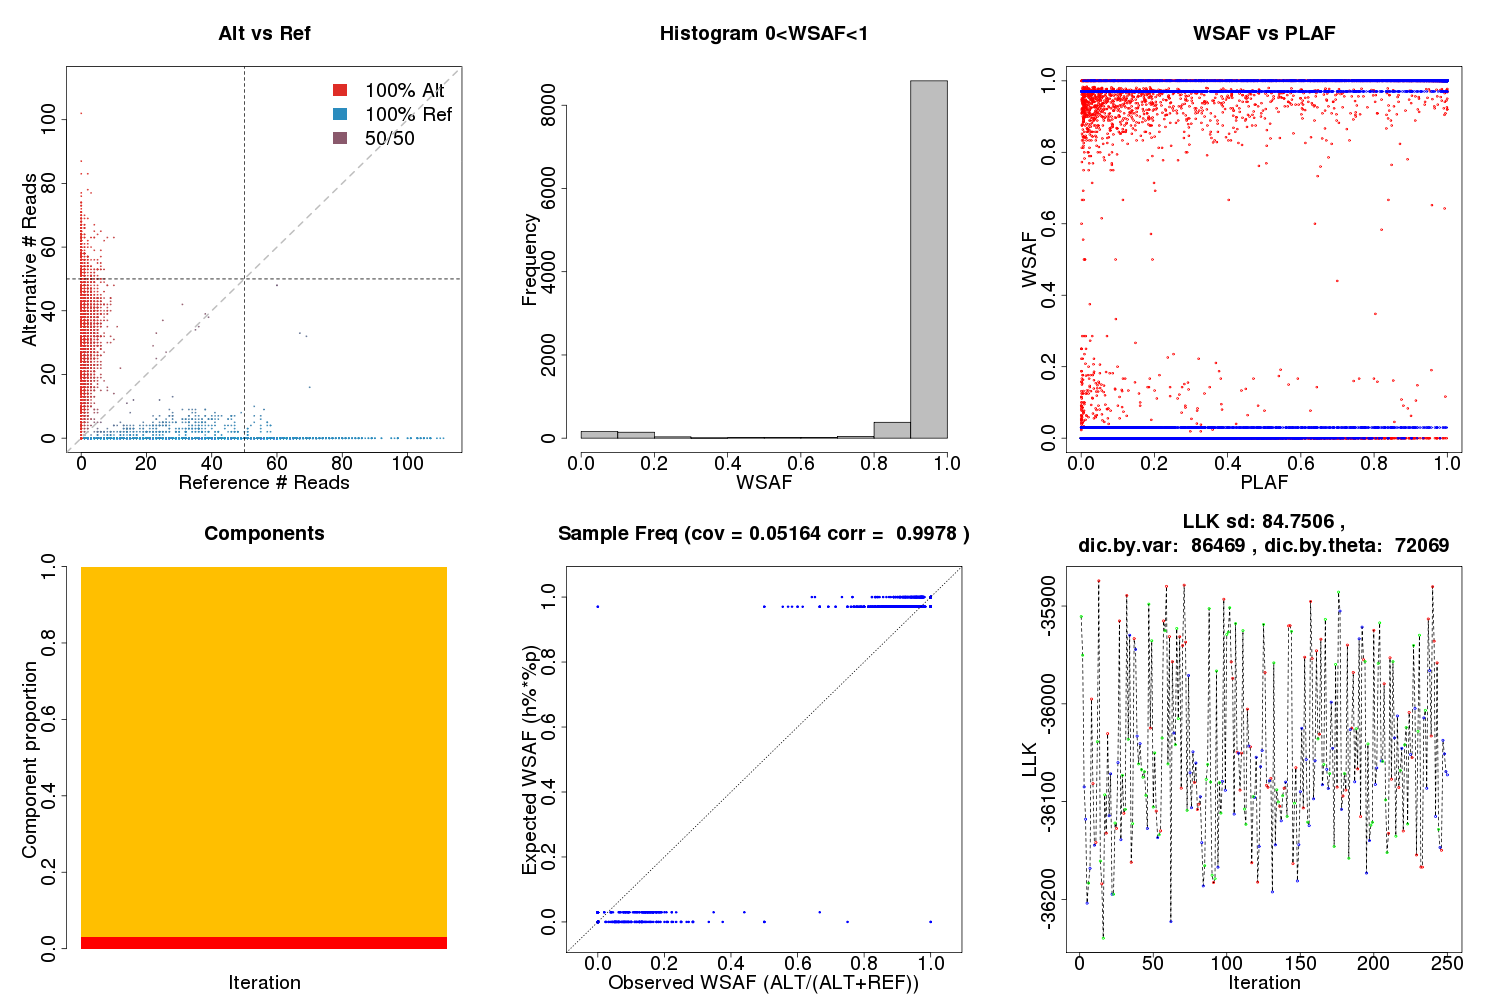 Alt vs Ref
100% Alt
100% Ref
50/50
Alternative # Reads
0 20 40 60 80 100
0 20 40 60 80 100
Reference # Reads
Histogram 0<WSAF<1
Frequency
0 2000 4000 6000 8000
0.0 0.2 0.4 0.6 0.8 1.0
WSAF
WSAF vs PLAF
WSAF
0.0 0.2 0.4 0.6 0.8 1.0
0.0 0.2 0.4 0.6 0.8 1.0
PLAF
Components
Component proportion
0.0 0.2 0.4 0.6 0.8 1.0
Iteration
Sample Freq (cov = 0.05164 corr = 0.9978 )
Expected WSAF (h%*%p)
0.0 0.2 0.4 0.6 0.8 1.0
0.0 0.2 0.4 0.6 0.8 1.0
Observed WSAF (ALT/(ALT+REF))
LLK sd: 84.7506 ,
dic.by.var: 86469 , dic.by.theta: 72069
LLK
-36200 -36100 -36000 -35900
0 50 100 150 200 250
Iteration